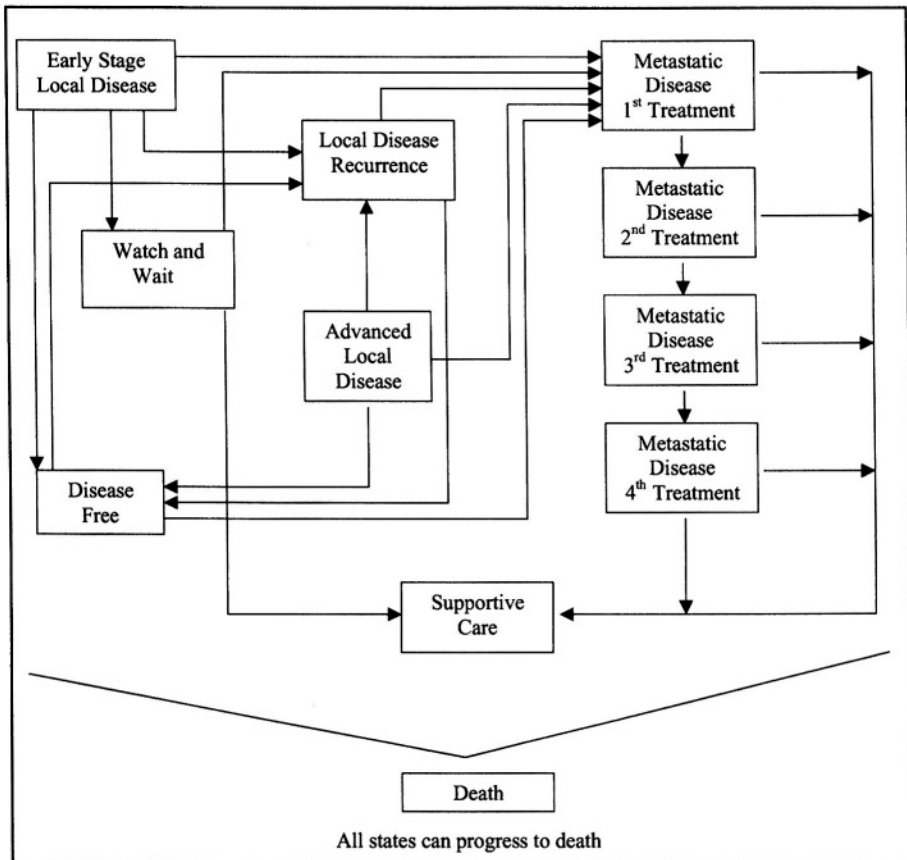 Early Stage
Local Disease
Metastatic
Disease
1st Treatment
Local Disease
Recurrence
Metastatic
Disease
2nd Treatment
Watch and
Wait
Advanced
Local
Disease
Metastatic
Disease
3rd Treatment
Metastatic
Disease
4th Treatment
Disease
Free
Supportive
Care
Death
All states can progress to death